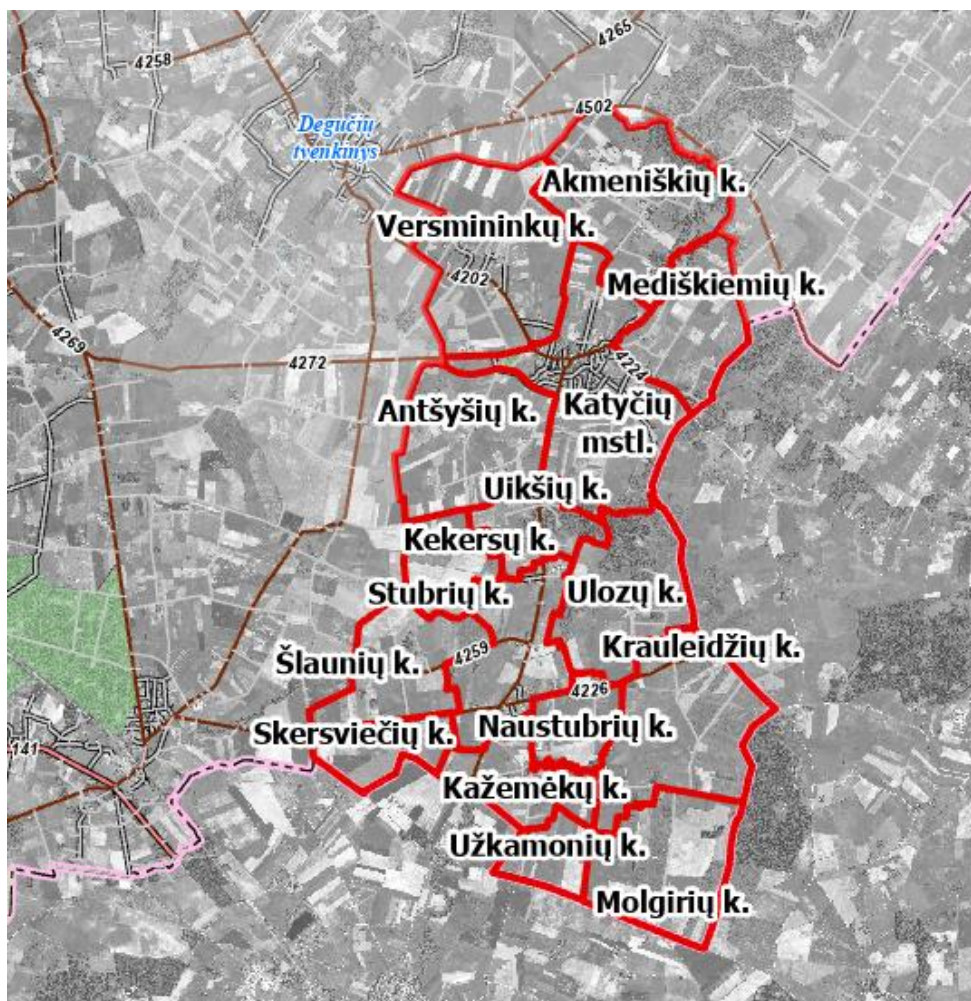 4265
4258
4502
Degučių
tvenkinys
Akmeniškių k.
Versmininkų k.
4202
Mediškiemių k.
4269
4272
4224
Antšyšių k.
Katyčių
mstl.
Uikšių k.
Kekersų k.
Stubrių k.
Ulozų k.
Šlaunių k.
4259
Krauleidžių k.
4226
Skersviečių k.
Naustubrių k.
141
Kažemėkų k.
Užkamonių k.
Molgirių k.